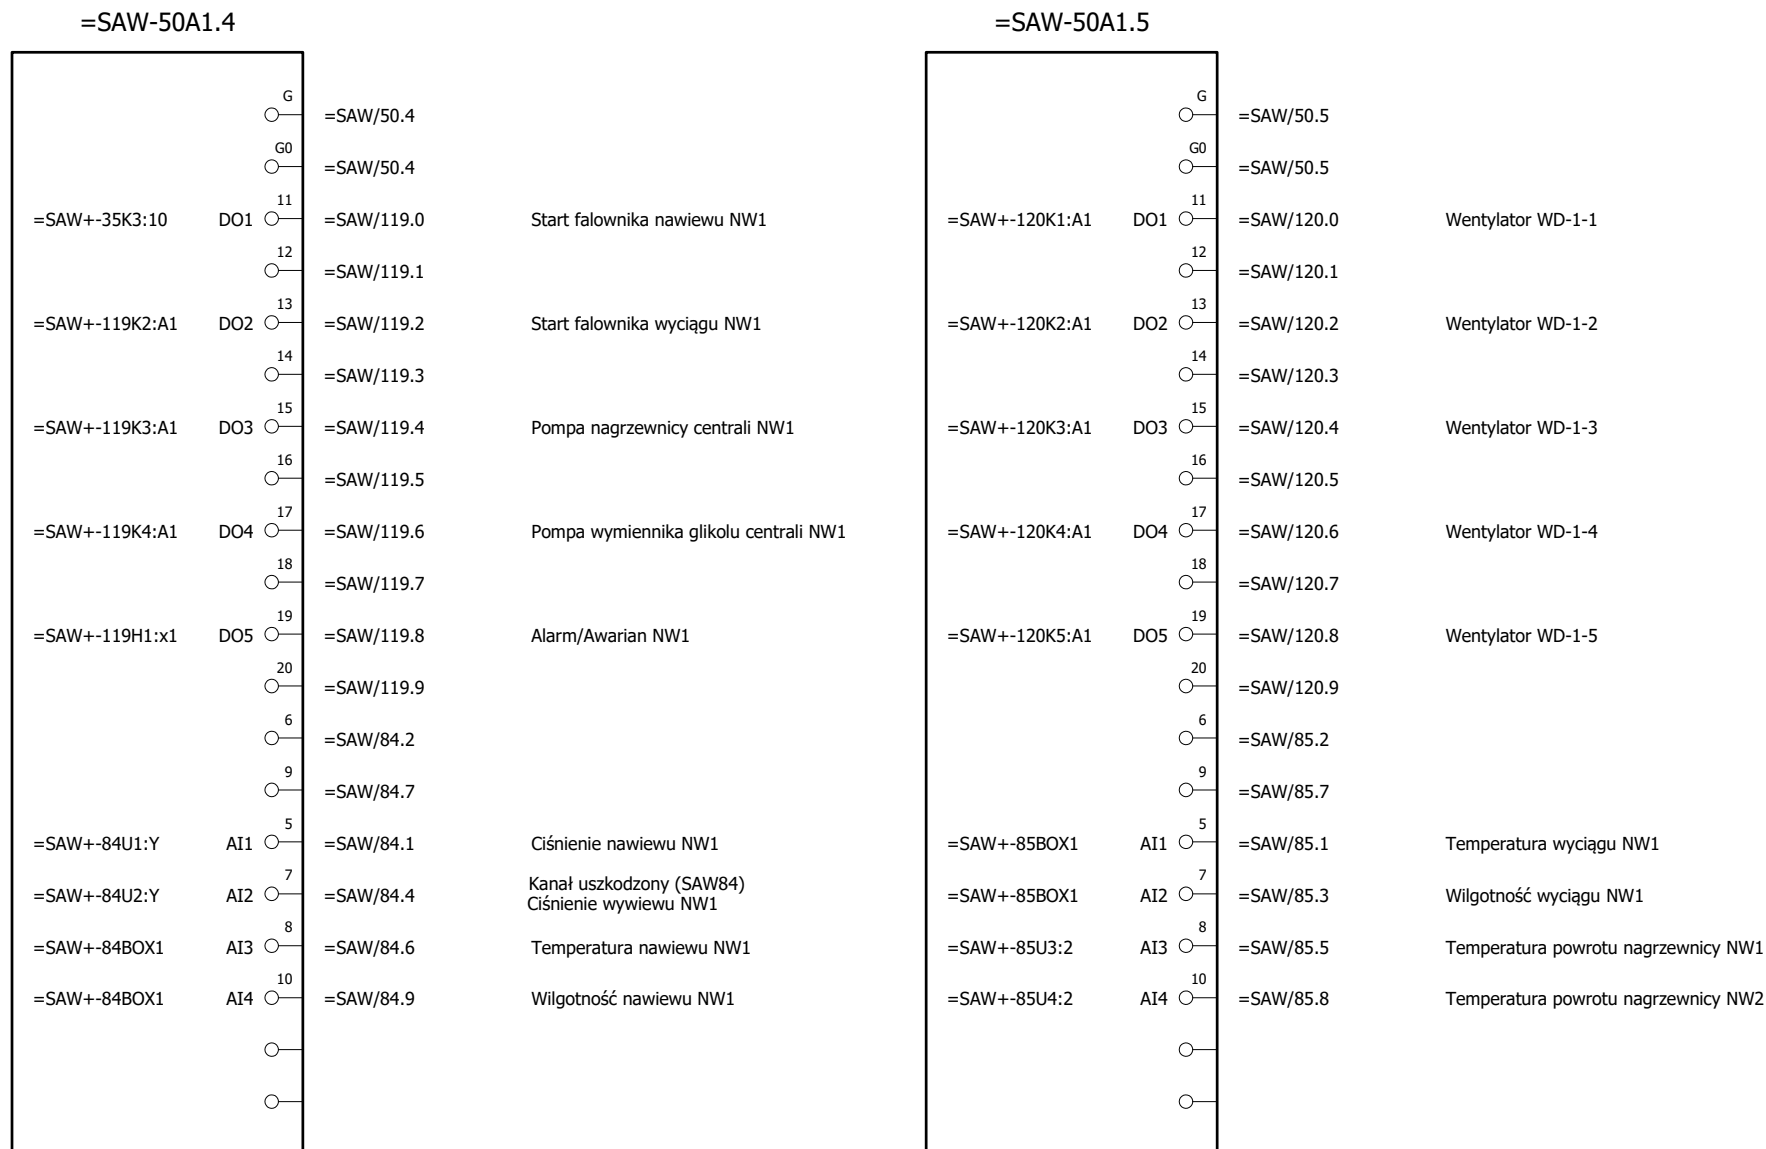 =SAW-50A1.4
G
=SAW/50.4
G0
=SAW/50.4
11
=SAW+-35K3:10 DO1 =SAW/119.0 Start falownika nawiewu NW1
12
=SAW/119.1
13
=SAW+-119K2:A1 DO2 =SAW/119.2 Start falownika wyciągu NW1
14
=SAW/119.3
15
=SAW+-119K3:A1 DO3 =SAW/119.4 Pompa nagrzewnicy centrali NW1
16
=SAW/119.5
17
=SAW+-119K4:A1 DO4 =SAW/119.6 Pompa wymiennika glikolu centrali NW1
18
=SAW/119.7
19
=SAW+-119H1:x1 DO5 =SAW/119.8 Alarm/Awarian NW1
20
=SAW/119.9
6
=SAW/84.2
9
=SAW/84.7
5
=SAW+-84U1:Y AI1 =SAW/84.1 Ciśnienie nawiewu NW1
7
=SAW+-84U2:Y AI2 =SAW/84.4 Kanał uszkodzony (SAW84)
Ciśnienie wywiewu NW1
8
=SAW+-84BOX1 AI3 =SAW/84.6 Temperatura nawiewu NW1
10
=SAW+-84BOX1 AI4 =SAW/84.9 Wilgotność nawiewu NW1
=SAW-50A1.5
G
=SAW/50.5
G0
=SAW/50.5
11
=SAW+-120K1:A1 DO1 =SAW/120.0 Wentylator WD-1-1
12
=SAW/120.1
13
=SAW+-120K2:A1 DO2 =SAW/120.2 Wentylator WD-1-2
14
=SAW/120.3
15
=SAW+-120K3:A1 DO3 =SAW/120.4 Wentylator WD-1-3
16
=SAW/120.5
17
=SAW+-120K4:A1 DO4 =SAW/120.6 Wentylator WD-1-4
18
=SAW/120.7
19
=SAW+-120K5:A1 DO5 =SAW/120.8 Wentylator WD-1-5
20
=SAW/120.9
6
=SAW/85.2
9
=SAW/85.7
5
=SAW+-85BOX1 AI1 =SAW/85.1 Temperatura wyciągu NW1
7
=SAW+-85BOX1 AI2 =SAW/85.3 Wilgotność wyciągu NW1
8
=SAW+-85U3:2 AI3 =SAW/85.5 Temperatura powrotu nagrzewnicy NW1
10
=SAW+-85U4:2 AI4 =SAW/85.8 Temperatura powrotu nagrzewnicy NW2